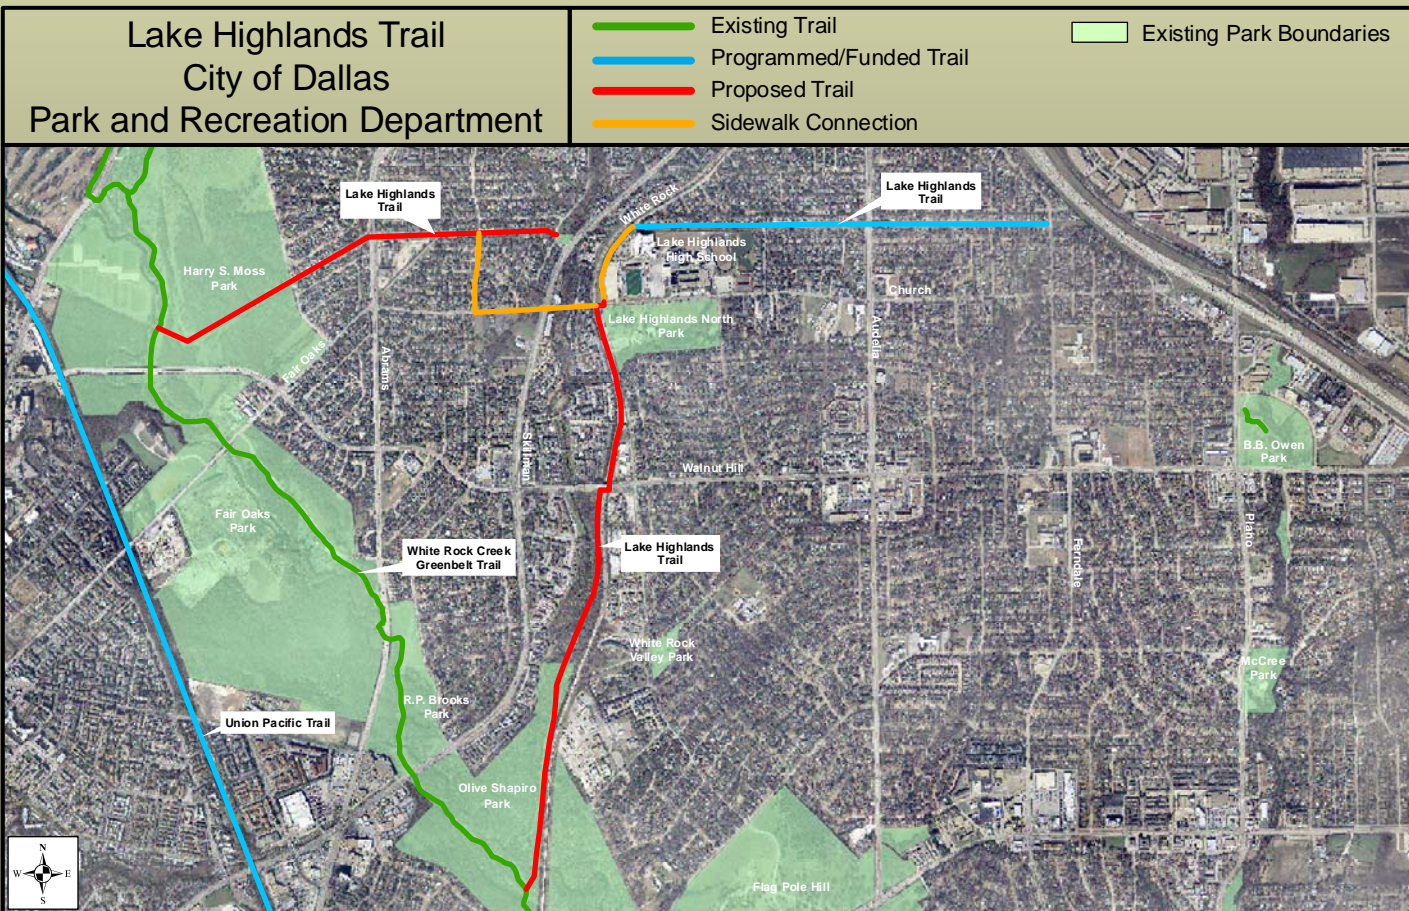 Lake Highlands Trail
City of Dallas
Park and Recreation Department
Existing Trail
Programmed/Funded Trail
Proposed Trail
Sidewalk Connection
Existing Park Boundaries
Lake Highlands
Trail
White Rock
Lake Highlands
Trail
Lake Highlands
High School
Harry S. Moss
Park
Church
Lake Highlands North
Park
Fair Oaks
Abrams
Audelia
Skillman
Walnut Hill
B.B. Owen
Park
Fair Oaks
Park
Plano
White Rock Creek
Greenbelt Trail
Lake Highlands
Trail
Ferndale
White Rock
Valley Park
McCree
Park
R.P. Brooks
Park
Union Pacific Trail
Olive Shapiro
Park
Flag Pole Hill
N
W
E
S